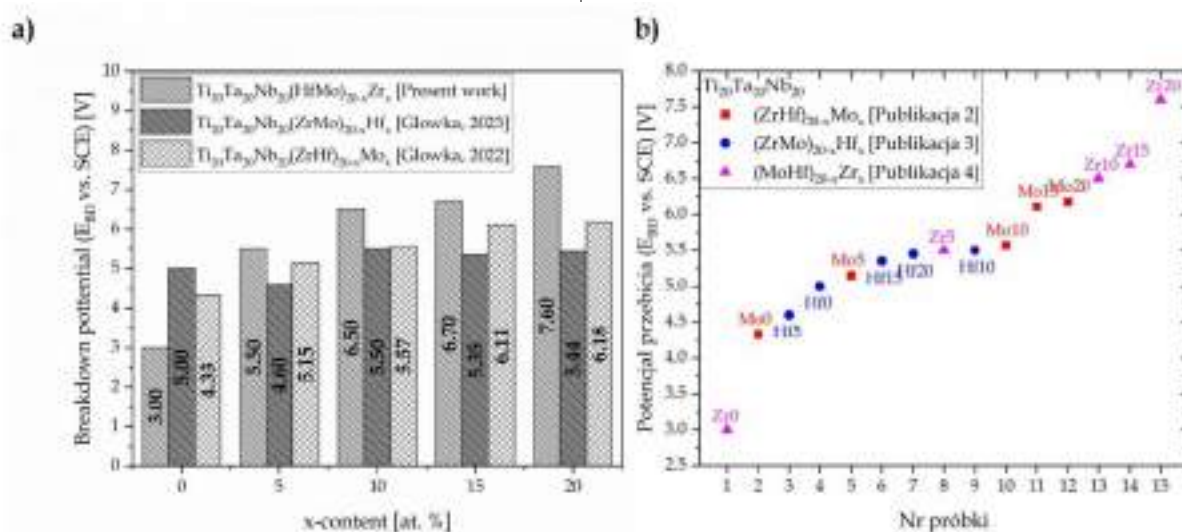 a)
Breakdown pottential (E_BD vs. SCE) [V]
10
9
8
7
6
5
4
3
2
1
0
Ti₂₀Ta₂₀Nb₂₀(HfMo)₂₀₋ₓZrₓ [Present work]
Ti₂₀Ta₂₀Nb₂₀(ZrMo)₂₀₋ₓHfₓ [Glowka, 2023]
Ti₂₀Ta₂₀Nb₂₀(ZrHf)₂₀₋ₓMoₓ [Glowka, 2022]
3.00
5.00
4.33
5.50
4.60
5.15
6.50
5.50
5.57
6.70
5.35
6.11
7.60
5.44
6.18
0 5 10 15 20
x-content [at. %]
b)
Potencjał przebicia (E_BD vs. SCE) [V]
8.0
7.5
7.0
6.5
6.0
5.5
5.0
4.5
4.0
3.5
3.0
2.5
Ti₂₀Ta₂₀Nb₂₀
(ZrHf)₂₀₋ₓMoₓ [Publikacja 2]
(ZrMo)₂₀₋ₓHfₓ [Publikacja 3]
(MoHf)₂₀₋ₓZrₓ [Publikacja 4]
Zr0
Mo0
Hf5
Hf0
Mo5
Hf15
Hf20
Zr5
Hf10
Mo10
Mo15
Mo20
Zr10
Zr15
Zr20
1 2 3 4 5 6 7 8 9 10 11 12 13 14 15
Nr próbki